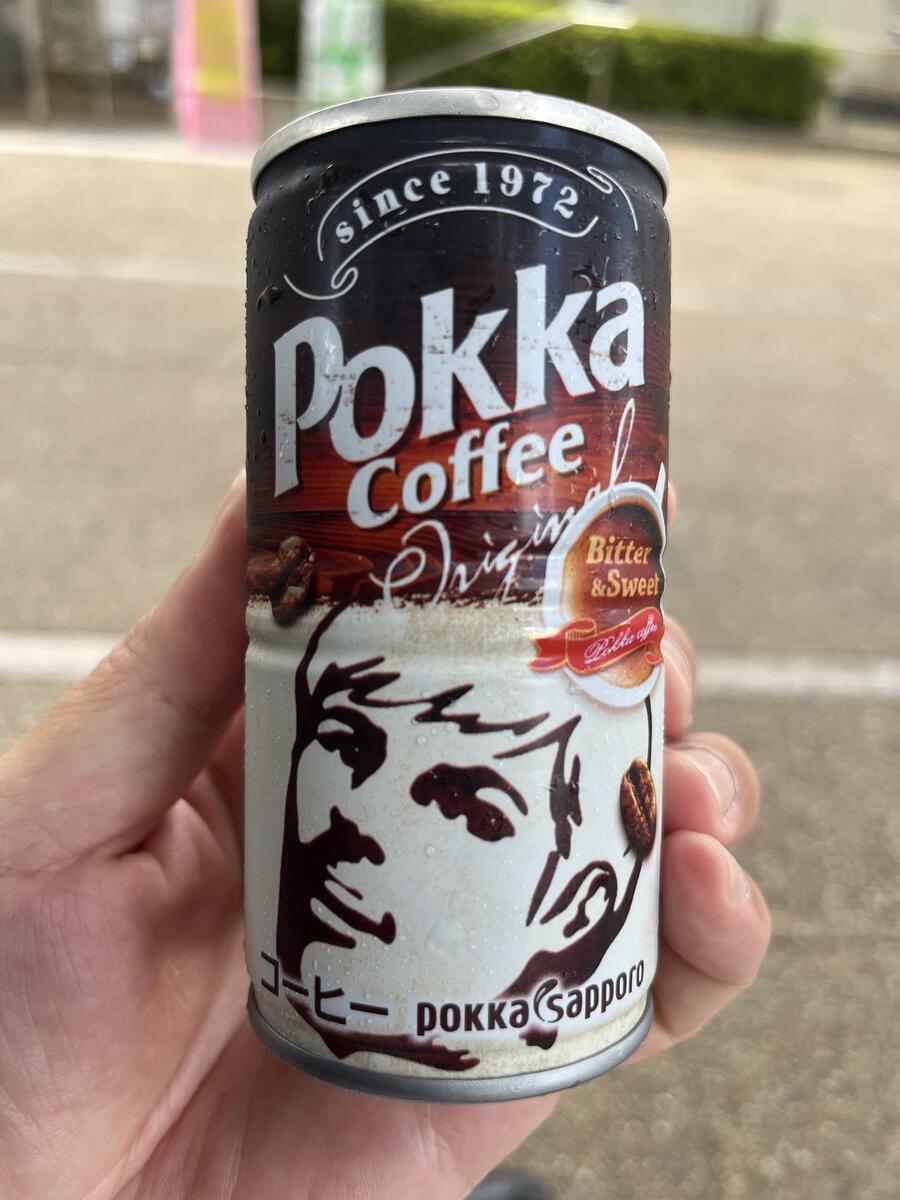 since 1972
Pokka
Coffee
Original
Bitter
&Sweet
Pokka coffee
コーヒー pokka sapporo